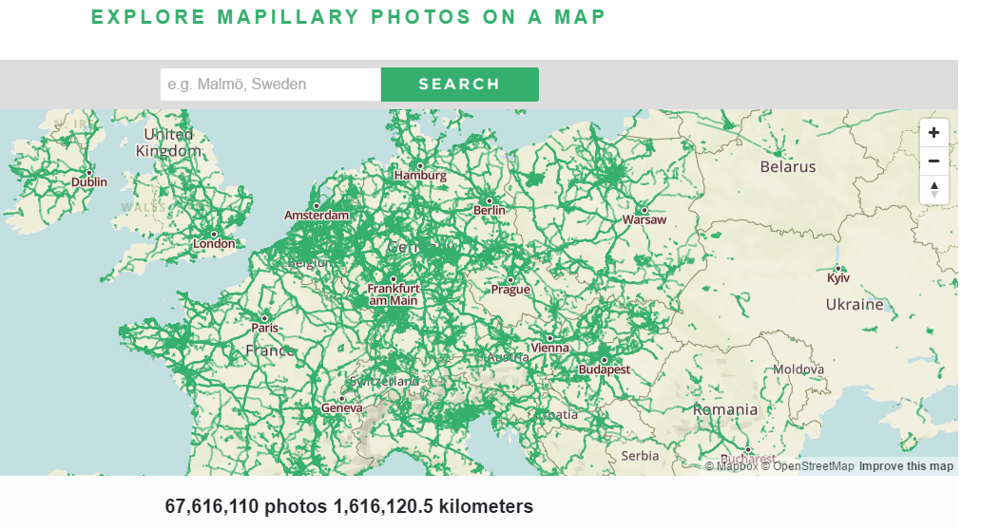 EXPLORE MAPILLARY PHOTOS ON A MAP
e.g. Malmö, Sweden
SEARCH
N. IR
United
Kingdom
Dublin
WALES
London
Hamburg
Amsterdam
Berlin
Warsaw
Belarus
Belgium
Germany
Frankfurt
am Main
Prague
Kyiv
Ukraine
Paris
France
Vienna
Austria
Budapest
Switzerland
Moldova
Geneva
Croatia
Romania
Serbia
Bucharest
© Mapbox © OpenStreetMap Improve this map
67,616,110 photos 1,616,120.5 kilometers